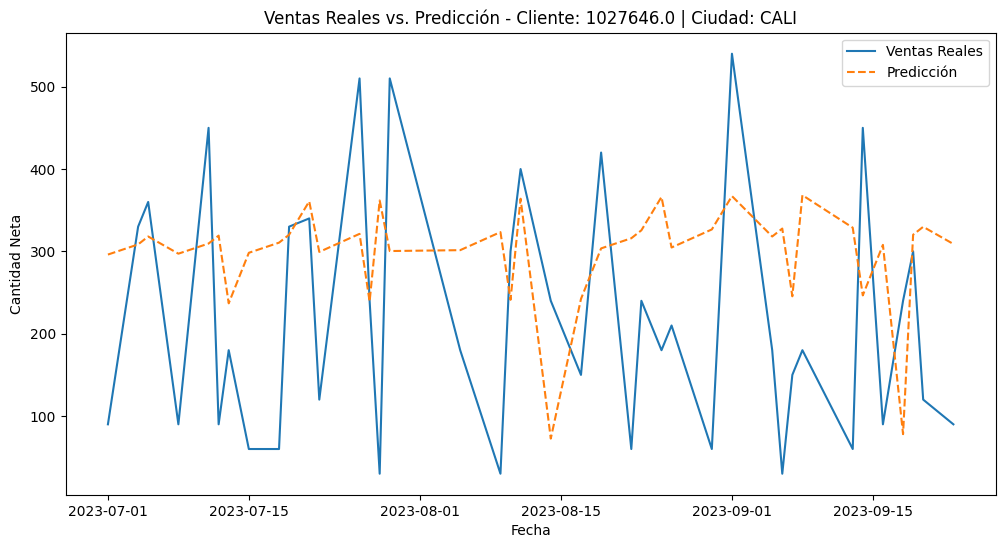 Ventas Reales vs. Predicción - Cliente: 1027646.0 | Ciudad: CALI
Ventas Reales
Predicción
Cantidad Neta
500
400
300
200
100
2023-07-01
2023-07-15
2023-08-01
2023-08-15
2023-09-01
2023-09-15
Fecha